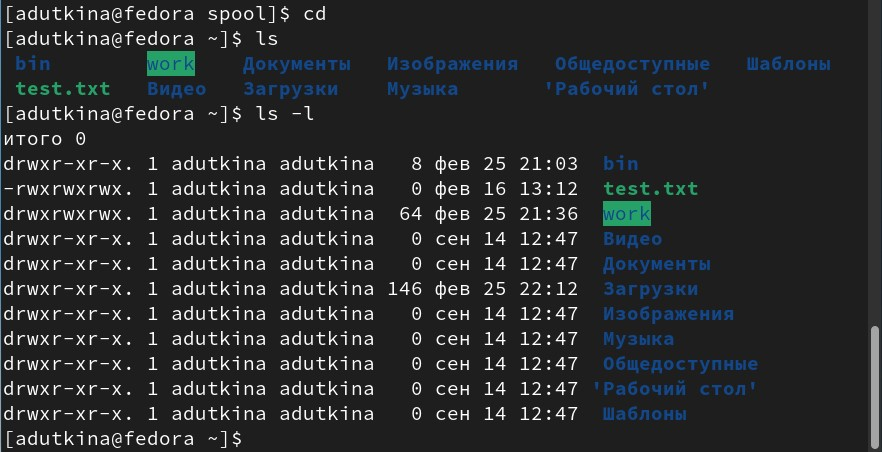 [adutkina@fedora spool]$ cd
[adutkina@fedora ~]$ ls
bin work Документы Изображения Общедоступные Шаблоны
test.txt Видео Загрузки Музыка 'Рабочий стол'
[adutkina@fedora ~]$ ls -l
итого 0
drwxr-xr-x. 1 adutkina adutkina 8 фев 25 21:03 bin
-rwxrwxrwx. 1 adutkina adutkina 0 фев 16 13:12 test.txt
drwxrwxrwx. 1 adutkina adutkina 64 фев 25 21:36 work
drwxr-xr-x. 1 adutkina adutkina 0 сен 14 12:47 Видео
drwxr-xr-x. 1 adutkina adutkina 0 сен 14 12:47 Документы
drwxr-xr-x. 1 adutkina adutkina 146 фев 25 22:12 Загрузки
drwxr-xr-x. 1 adutkina adutkina 0 сен 14 12:47 Изображения
drwxr-xr-x. 1 adutkina adutkina 0 сен 14 12:47 Музыка
drwxr-xr-x. 1 adutkina adutkina 0 сен 14 12:47 Общедоступные
drwxr-xr-x. 1 adutkina adutkina 0 сен 14 12:47 'Рабочий стол'
drwxr-xr-x. 1 adutkina adutkina 0 сен 14 12:47 Шаблоны
[adutkina@fedora ~]$